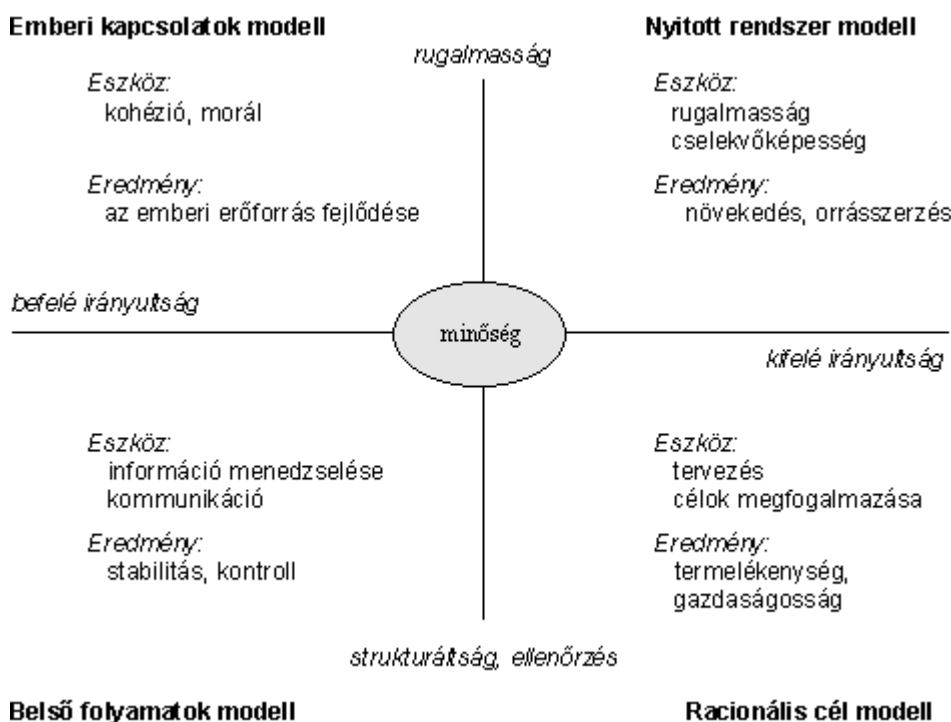 Emberi kapcsolatok modell
Nyitott rendszer modell
rugalmasság
Eszköz:
kohézió, morál
Eredmény:
az emberi erőforrás fejlődése
Eszköz:
rugalmasság
cselekvőképesség
Eredmény:
növekedés, orrásszerzés
befelé irányultság
minőség
kifelé irányultság
Eszköz:
információ menedzselése
kommunikáció
Eredmény:
stabilitás, kontroll
Eszköz:
tervezés
célok megfogalmazása
Eredmény:
termelékenység,
gazdaságosság
strukturáltság, ellenőrzés
Belső folyamatok modell
Racionális cél modell